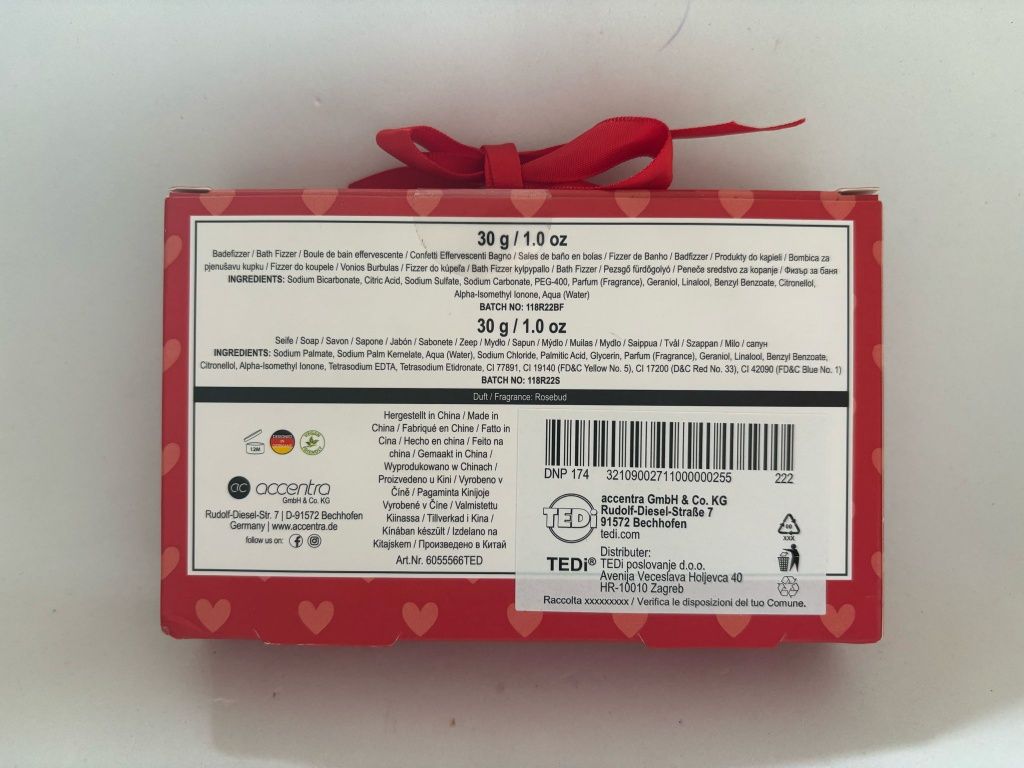 30 g / 1.0 oz
Badefizzer / Bath Fizzer / Boule de bain effervescente / Confetti Effervescenti Bagno / Sales de baño en bolas / Fizzer de Banho / Badfizzer / Produkty do kąpieli / Bombica za
pjenušavu kupku / Fizzer do koupele / Vonios Burbulas / Fizzer do kúpeľa / Bath Fizzer kylpypallo / Bath Fizzer / Pezsgő fürdőgolyó / Peneče sredstvo za kopanje / Физър за баня
INGREDIENTS: Sodium Bicarbonate, Citric Acid, Sodium Sulfate, Sodium Carbonate, PEG-400, Parfum (Fragrance), Geraniol, Linalool, Benzyl Benzoate, Citronellol,
Alpha-Isomethyl Ionone, Aqua (Water)
BATCH NO: 118R22BF
30 g / 1.0 oz
Seife / Soap / Savon / Sapone / Jabón / Sabonete / Zeep / Mydło / Sapun / Mýdlo / Muilas / Mydlo / Saippua / Tvål / Szappan / Milo / сапун
INGREDIENTS: Sodium Palmate, Sodium Palm Kernelate, Aqua (Water), Sodium Chloride, Palmitic Acid, Glycerin, Parfum (Fragrance), Geraniol, Linalool, Benzyl Benzoate,
Citronellol, Alpha-Isomethyl Ionone, Tetrasodium EDTA, Tetrasodium Etidronate, CI 77891, CI 19140 (FD&C Yellow No. 5), CI 17200 (D&C Red No. 33), CI 42090 (FD&C Blue No. 1)
BATCH NO: 118R22S
Duft / Fragrance: Rosebud
12M
DESIGNED IN GERMANY
accentra
GmbH & Co. KG
Rudolf-Diesel-Str. 7 | D-91572 Bechhofen
Germany | www.accentra.de
follow us on:
Hergestellt in China / Made in
China / Fabriqué en Chine / Fatto in
Cina / Hecho en china / Feito na
china / Gemaakt in China /
Wyprodukowano w Chinach /
Proizvedeno u Kini / Vyrobeno v
Číně / Pagaminta Kinijoje
Vyrobené v Číne / Valmistettu
Kiinassa / Tillverkad i Kina /
Kínában készült / Izdelano na
Kitajskem / Произведено в Китай
Art.Nr. 6055566TED
DNP 174 32109002711000000255 222
TEDi
accentra GmbH & Co. KG
Rudolf-Diesel-Straße 7
91572 Bechhofen
tedi.com
TEDi®
Distributer:
TEDi poslovanje d.o.o.
Avenija Veceslava Holjevca 40
HR-10010 Zagreb
XXX
Raccolta xxxxxxxxx / Verifica le disposizioni del tuo Comune.